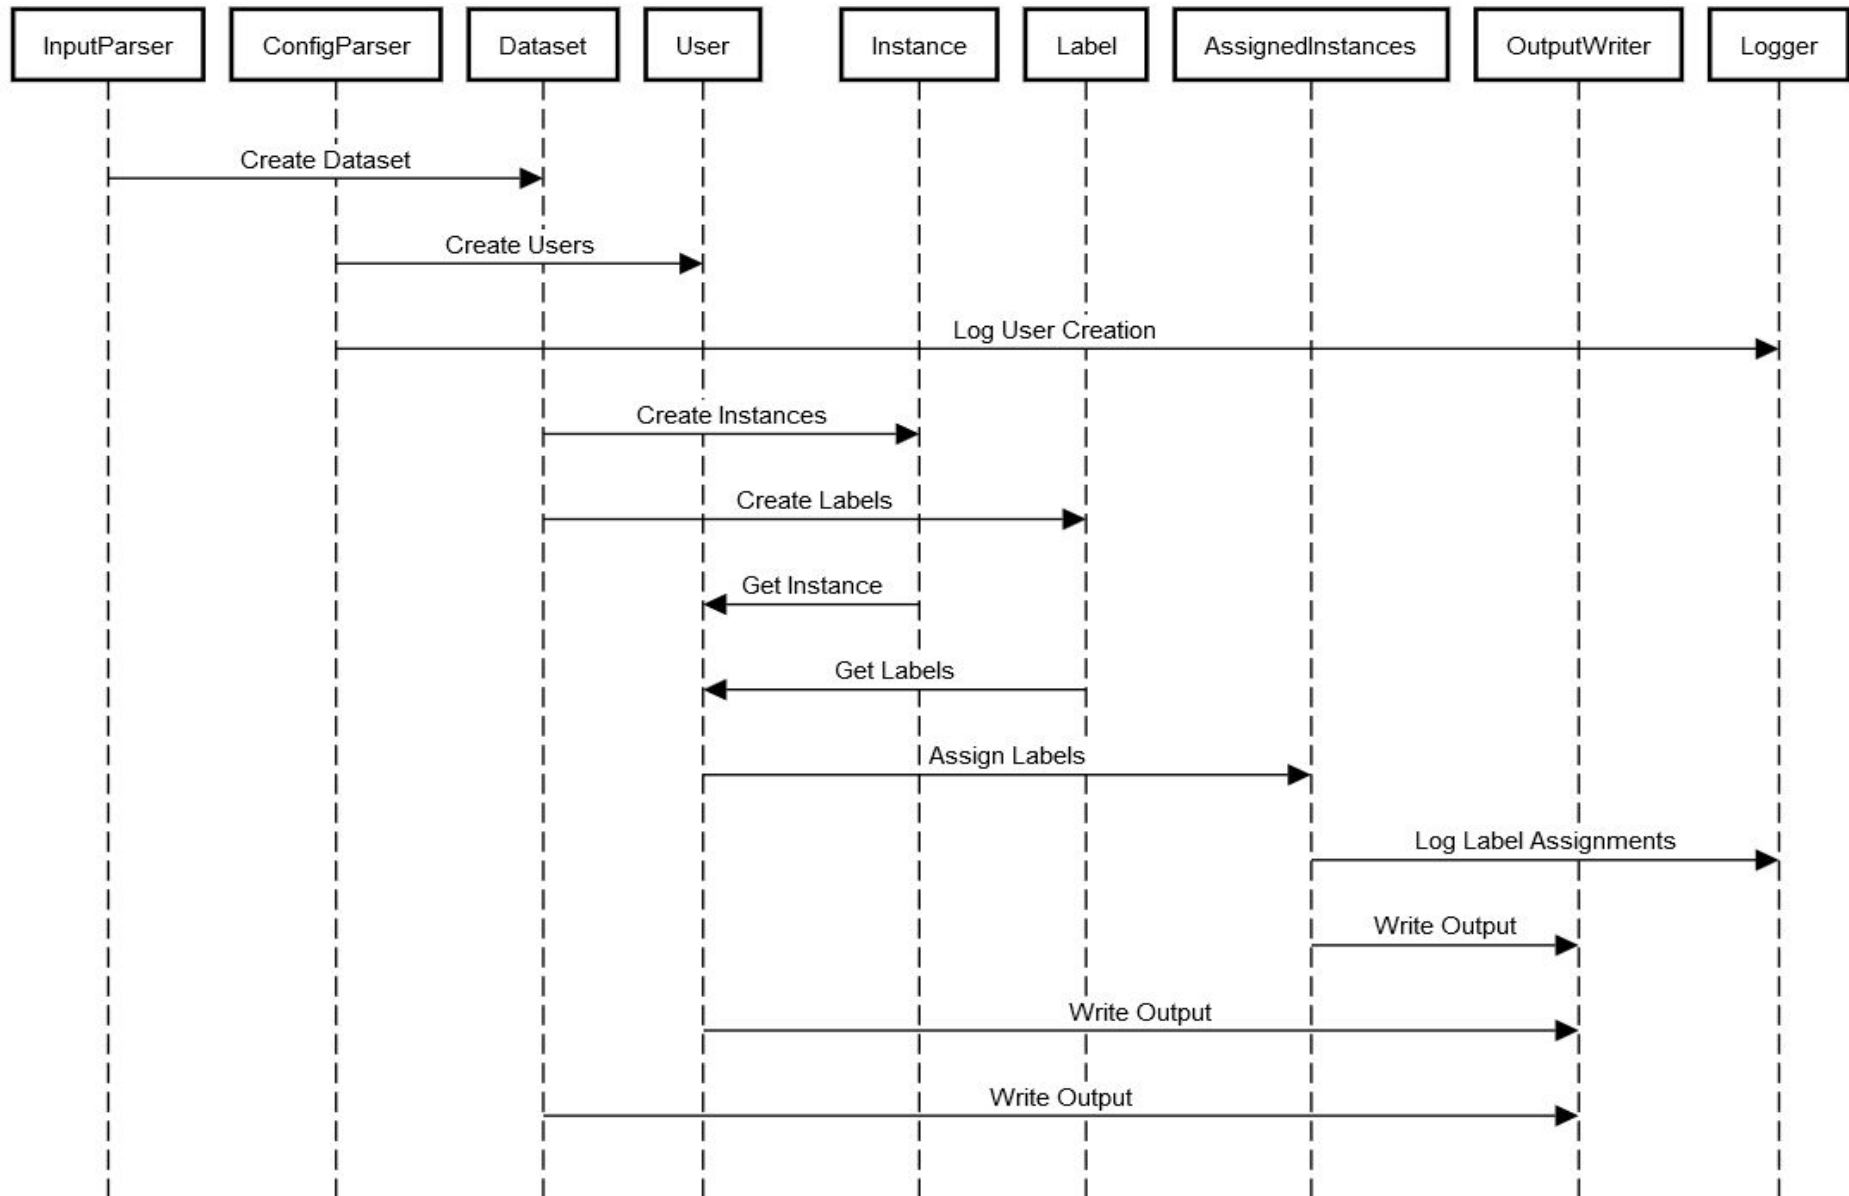 InputParser
ConfigParser
Dataset
User
Instance
Label
AssignedInstances
OutputWriter
Logger
Create Dataset
Create Users
Log User Creation
Create Instances
Create Labels
Get Instance
Get Labels
Assign Labels
Log Label Assignments
Write Output
Write Output
Write Output